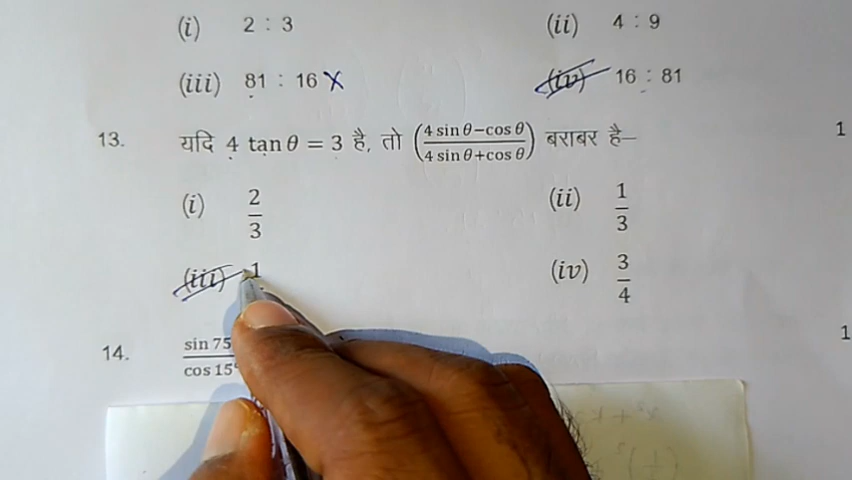 (i) 2 : 3 (ii) 4 : 9
(iii) 81 : 16 X (iv) 16 : 81
13. यदि 4 tan θ = 3 है, तो (4 sin θ−cos θ / 4 sin θ+cos θ) बराबर है– 1
(i) 2/3 (ii) 1/3
(iii) 1 (iv) 3/4
14. sin 75 / cos 15° 1